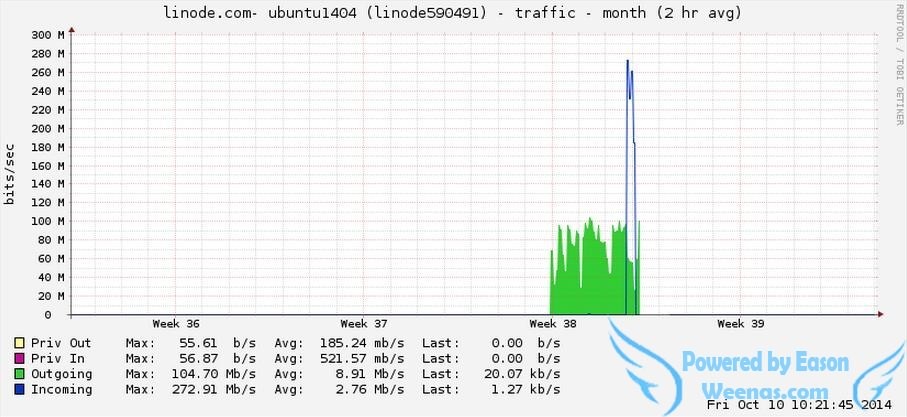 linode.com- ubuntu1404 (linode590491) - traffic - month (2 hr avg)
RRDTOOL / TOBI OETIKER
bits/sec
300 M
280 M
260 M
240 M
220 M
200 M
180 M
160 M
140 M
120 M
100 M
80 M
60 M
40 M
20 M
0
Week 36 Week 37 Week 38 Week 39
Priv Out Max: 55.61 b/s Avg: 185.24 mb/s Last: 0.00 b/s
Priv In Max: 56.87 b/s Avg: 521.57 mb/s Last: 0.00 b/s
Outgoing Max: 104.70 Mb/s Avg: 8.91 Mb/s Last: 20.07 kb/s
Incoming Max: 272.91 Mb/s Avg: 2.76 Mb/s Last: 1.27 kb/s
Powered by Eason
Weenas.com
Fri Oct 10 10:21:45 2014